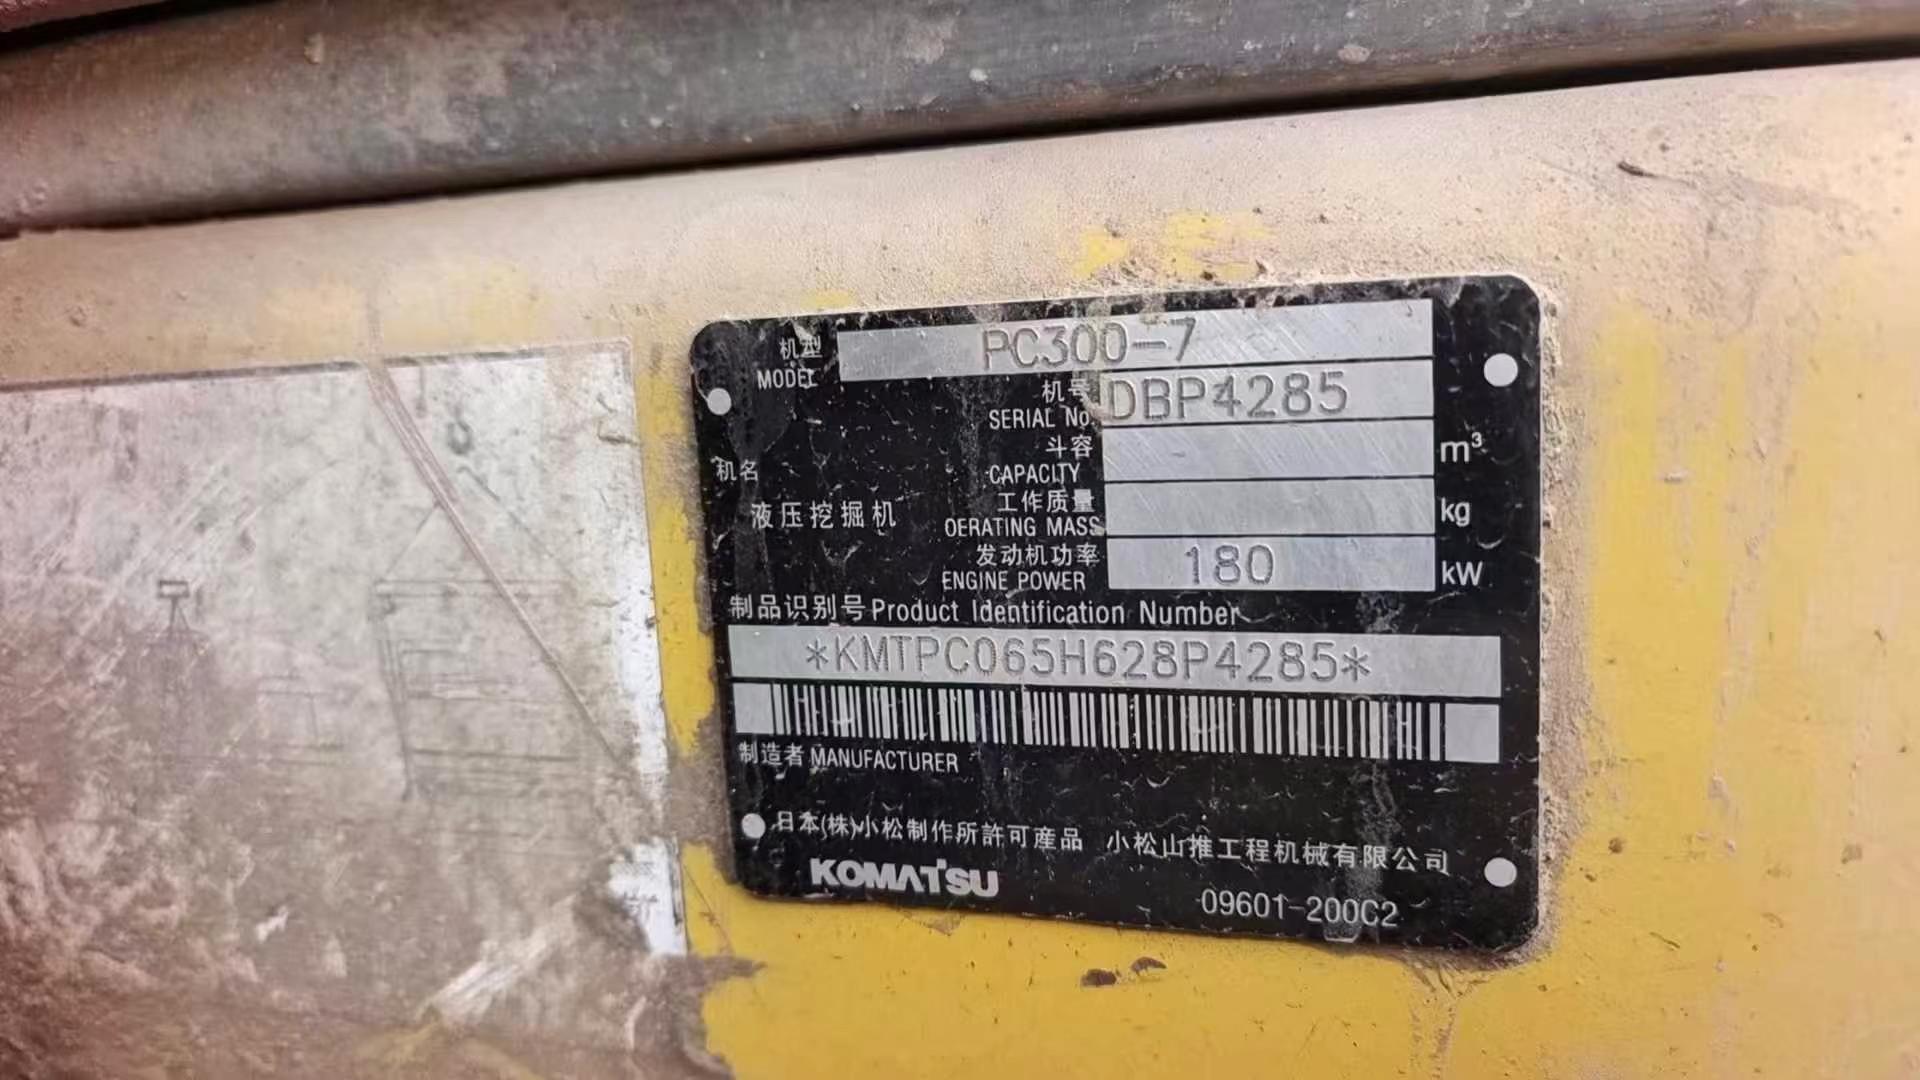 机型 PC300-7
MODEL
机号 DBP4285
SERIAL No.
斗容 m³
CAPACITY
机名
工作质量 kg
液压挖掘机
OERATING MASS
发动机功率 180 kW
ENGINE POWER
制品识别号 Product Identification Number
*KMTPC065H628P4285*
制造者 MANUFACTURER
日本(株)小松制作所許可産品 小松山推工程机械有限公司
KOMATSU
09601-200C2